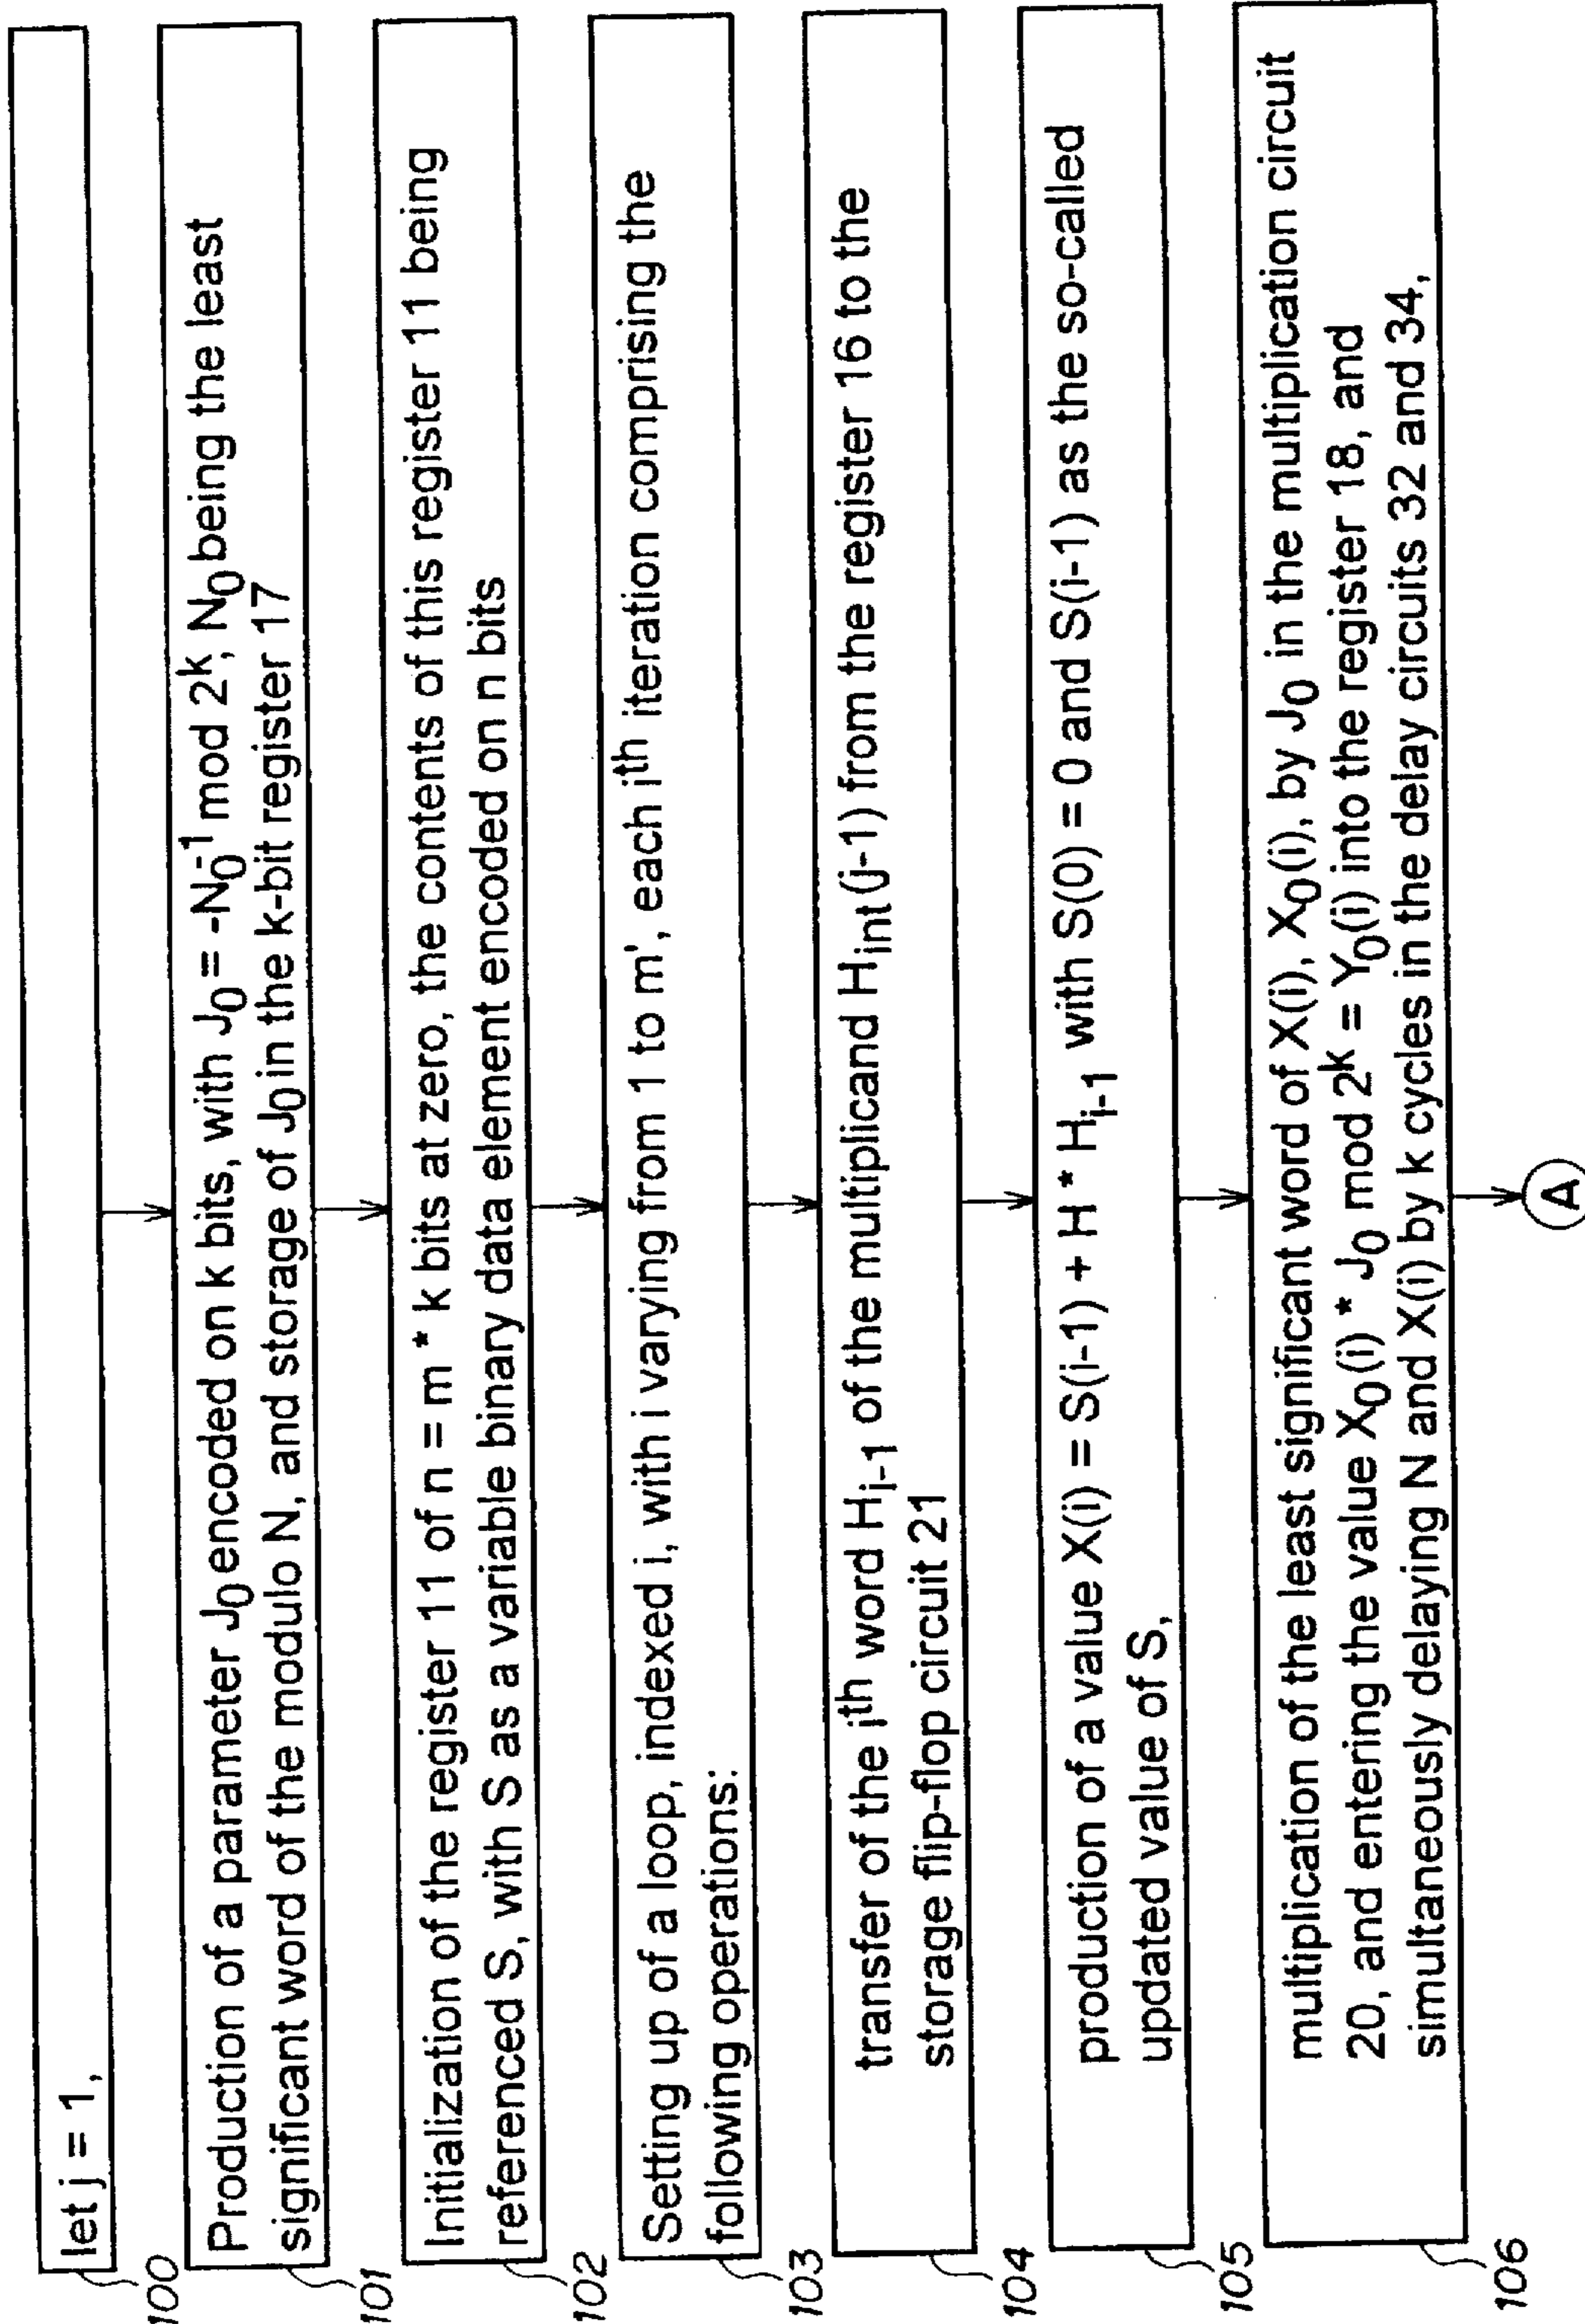 let j = 1,
100
Production of a parameter J₀ encoded on k bits, with J₀ = -N₀⁻¹ mod 2ᵏ, N₀ being the least
significant word of the modulo N, and storage of J₀ in the k-bit register 17
101
Initialization of the register 11 of n = m * k bits at zero, the contents of this register 11 being
referenced S, with S as a variable binary data element encoded on n bits
102
Setting up of a loop, indexed i, with i varying from 1 to m', each iᵗʰ iteration comprising the
following operations:
103
transfer of the iᵗʰ word Hᵢ₋₁ of the multiplicand Hint(j-1) from the register 16 to the
storage flip-flop circuit 21
104
production of a value X(i) = S(i-1) + H * Hᵢ₋₁ with S(0) = 0 and S(i-1) as the so-called
updated value of S,
105
multiplication of the least significant word of X(i), X₀(i), by J₀ in the multiplication circuit
20, and entering the value X₀(i) * J₀ mod 2ᵏ = Y₀(i) into the register 18, and
simultaneously delaying N and X(i) by k cycles in the delay circuits 32 and 34,
106
A